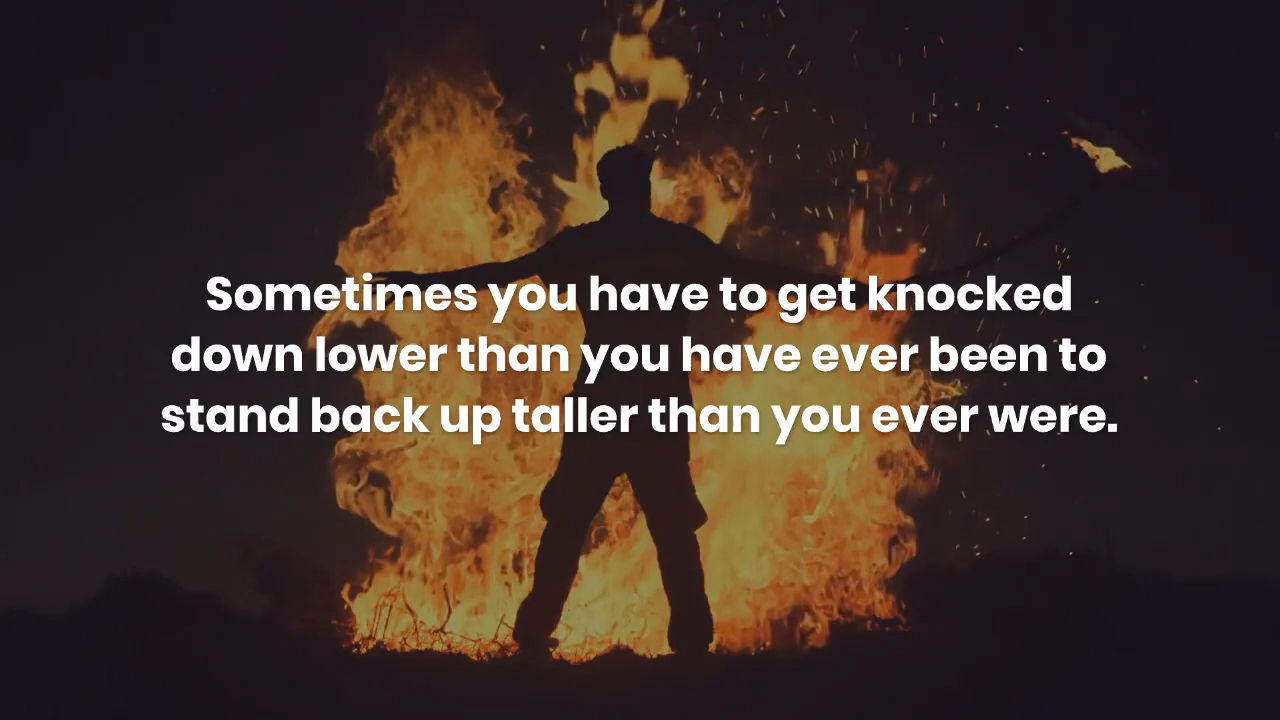 Sometimes you have to get knocked
down lower than you have ever been to
stand back up taller than you ever were.